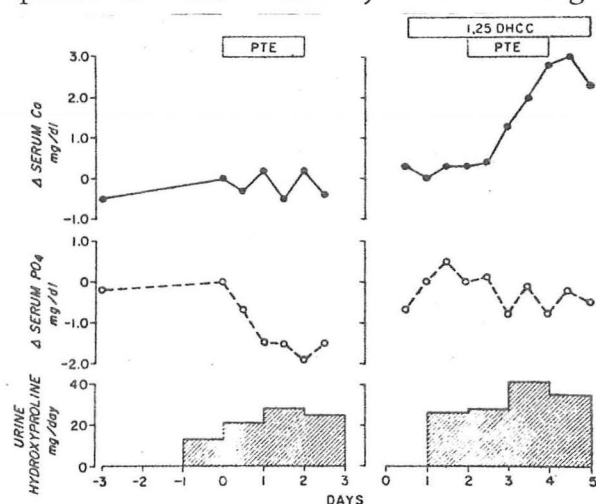 1,25 DHCC
PTE
PTE
Δ SERUM Ca
mg/dl
3.0
2.0
1.0
0
-1.0
Δ SERUM PO4
mg/dl
1.0
0
-1.0
-2.0
URINE
HYDROXYPROLINE
mg/day
40
20
0
-3
-2
-1
0
1
2
3
0
1
2
3
4
5
DAYS